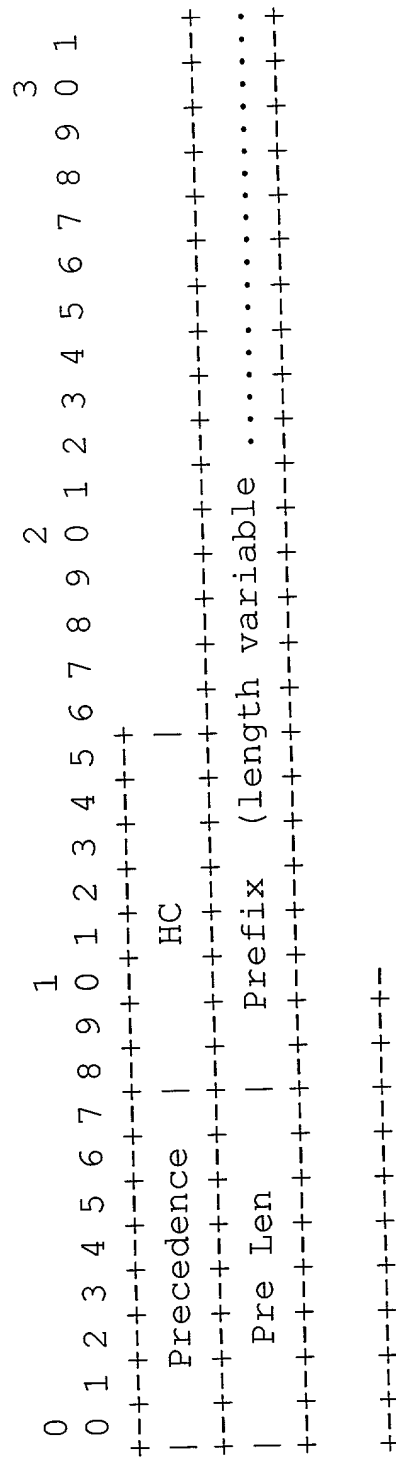 0                   1                   2                   3
0 1 2 3 4 5 6 7 8 9 0 1 2 3 4 5 6 7 8 9 0 1 2 3 4 5 6 7 8 9 0 1
+-+-+-+-+-+-+-+-+-+-+-+-+-+-+-+-+
|   Precedence  |      HC       |
+-+-+-+-+-+-+-+-+-+-+-+-+-+-+-+-+-+-+-+-+-+-+-+-+-+-+-+-+-+-+-+-+
|    Pre Len    |   Prefix (length variable ....................
+-+-+-+-+-+-+-+-+-+-+-+-+-+-+-+-+-+-+-+-+-+-+-+-+-+-+-+-+-+-+-+-+
+-+-+-+-+-+-+-+-+-+-+-